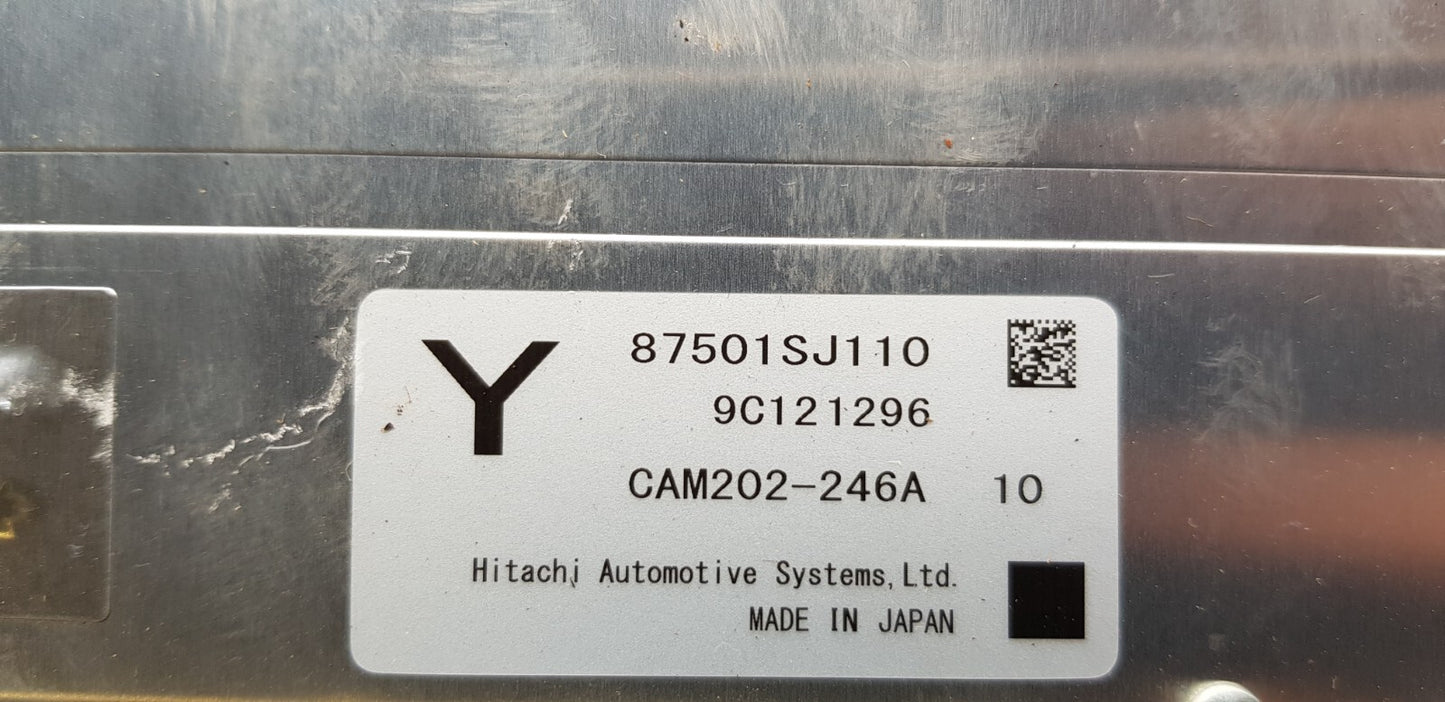 Y
87501SJ110
9C121296
CAM202-246A 10
Hitachi Automotive Systems,Ltd.
MADE IN JAPAN